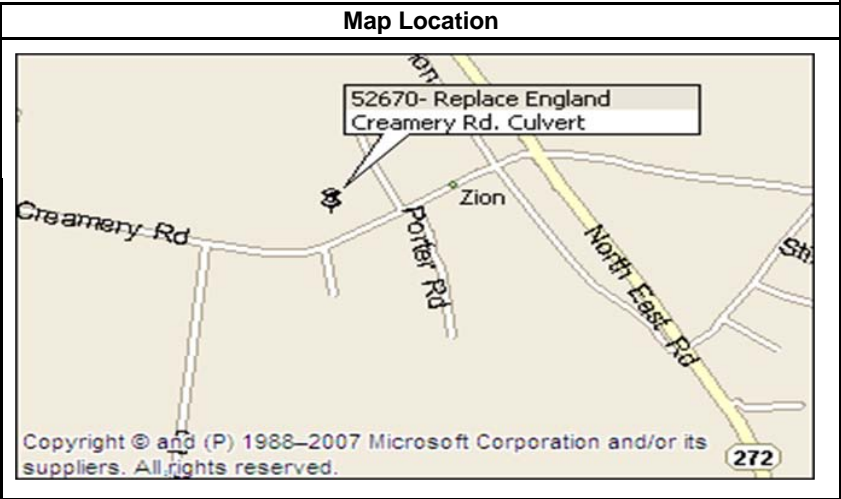 Map Location
52670- Replace England
Creamery Rd. Culvert
Zion
Creamery Rd
Porter Rd
North East Rd
272
Copyright © and (P) 1988–2007 Microsoft Corporation and/or its
suppliers. All rights reserved.